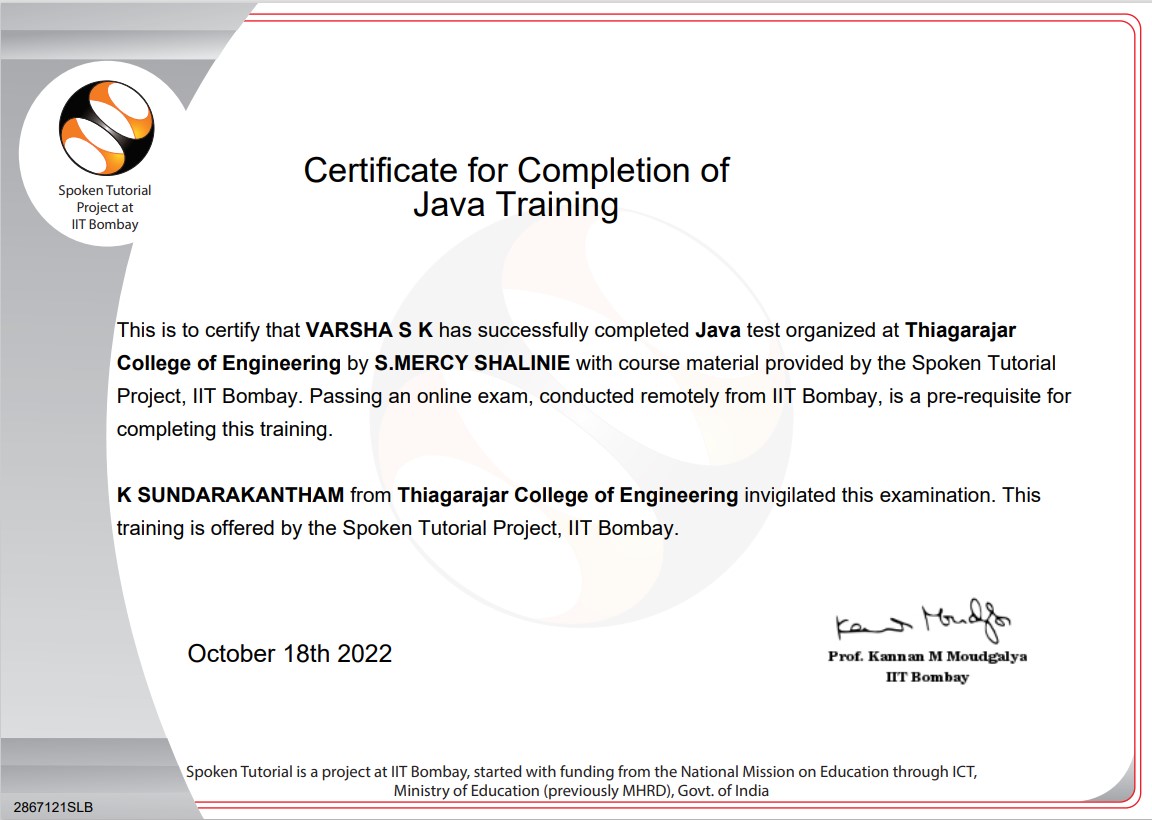 Spoken Tutorial
Project at
IIT Bombay
Certificate for Completion of
Java Training
This is to certify that VARSHA S K has successfully completed Java test organized at Thiagarajar
College of Engineering by S.MERCY SHALINIE with course material provided by the Spoken Tutorial
Project, IIT Bombay. Passing an online exam, conducted remotely from IIT Bombay, is a pre-requisite for
completing this training.
K SUNDARAKANTHAM from Thiagarajar College of Engineering invigilated this examination. This
training is offered by the Spoken Tutorial Project, IIT Bombay.
October 18th 2022
Kannan Moudgalya
Prof. Kannan M Moudgalya
IIT Bombay
Spoken Tutorial is a project at IIT Bombay, started with funding from the National Mission on Education through ICT,
Ministry of Education (previously MHRD), Govt. of India
2867121SLB